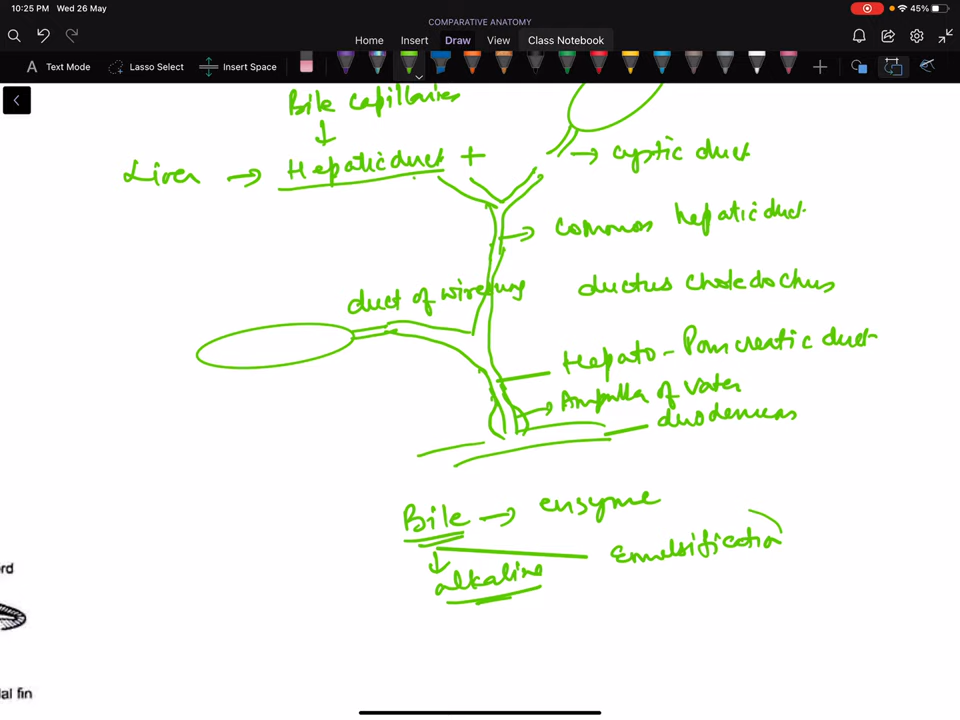 10:25 PM Wed 26 May
45%
COMPARATIVE ANATOMY
Home Insert Draw View Class Notebook
Text Mode Lasso Select Insert Space
Bile capillaries
Liver → Hepatic duct +
→ cystic duct
→ common hepatic duct
duct of wirsung
ductus choledochus
Hepato - Pancreatic duct
→ Ampulla of vater
duodenum
Bile → enzyme
Emulsification
alkaline
rd
al fin